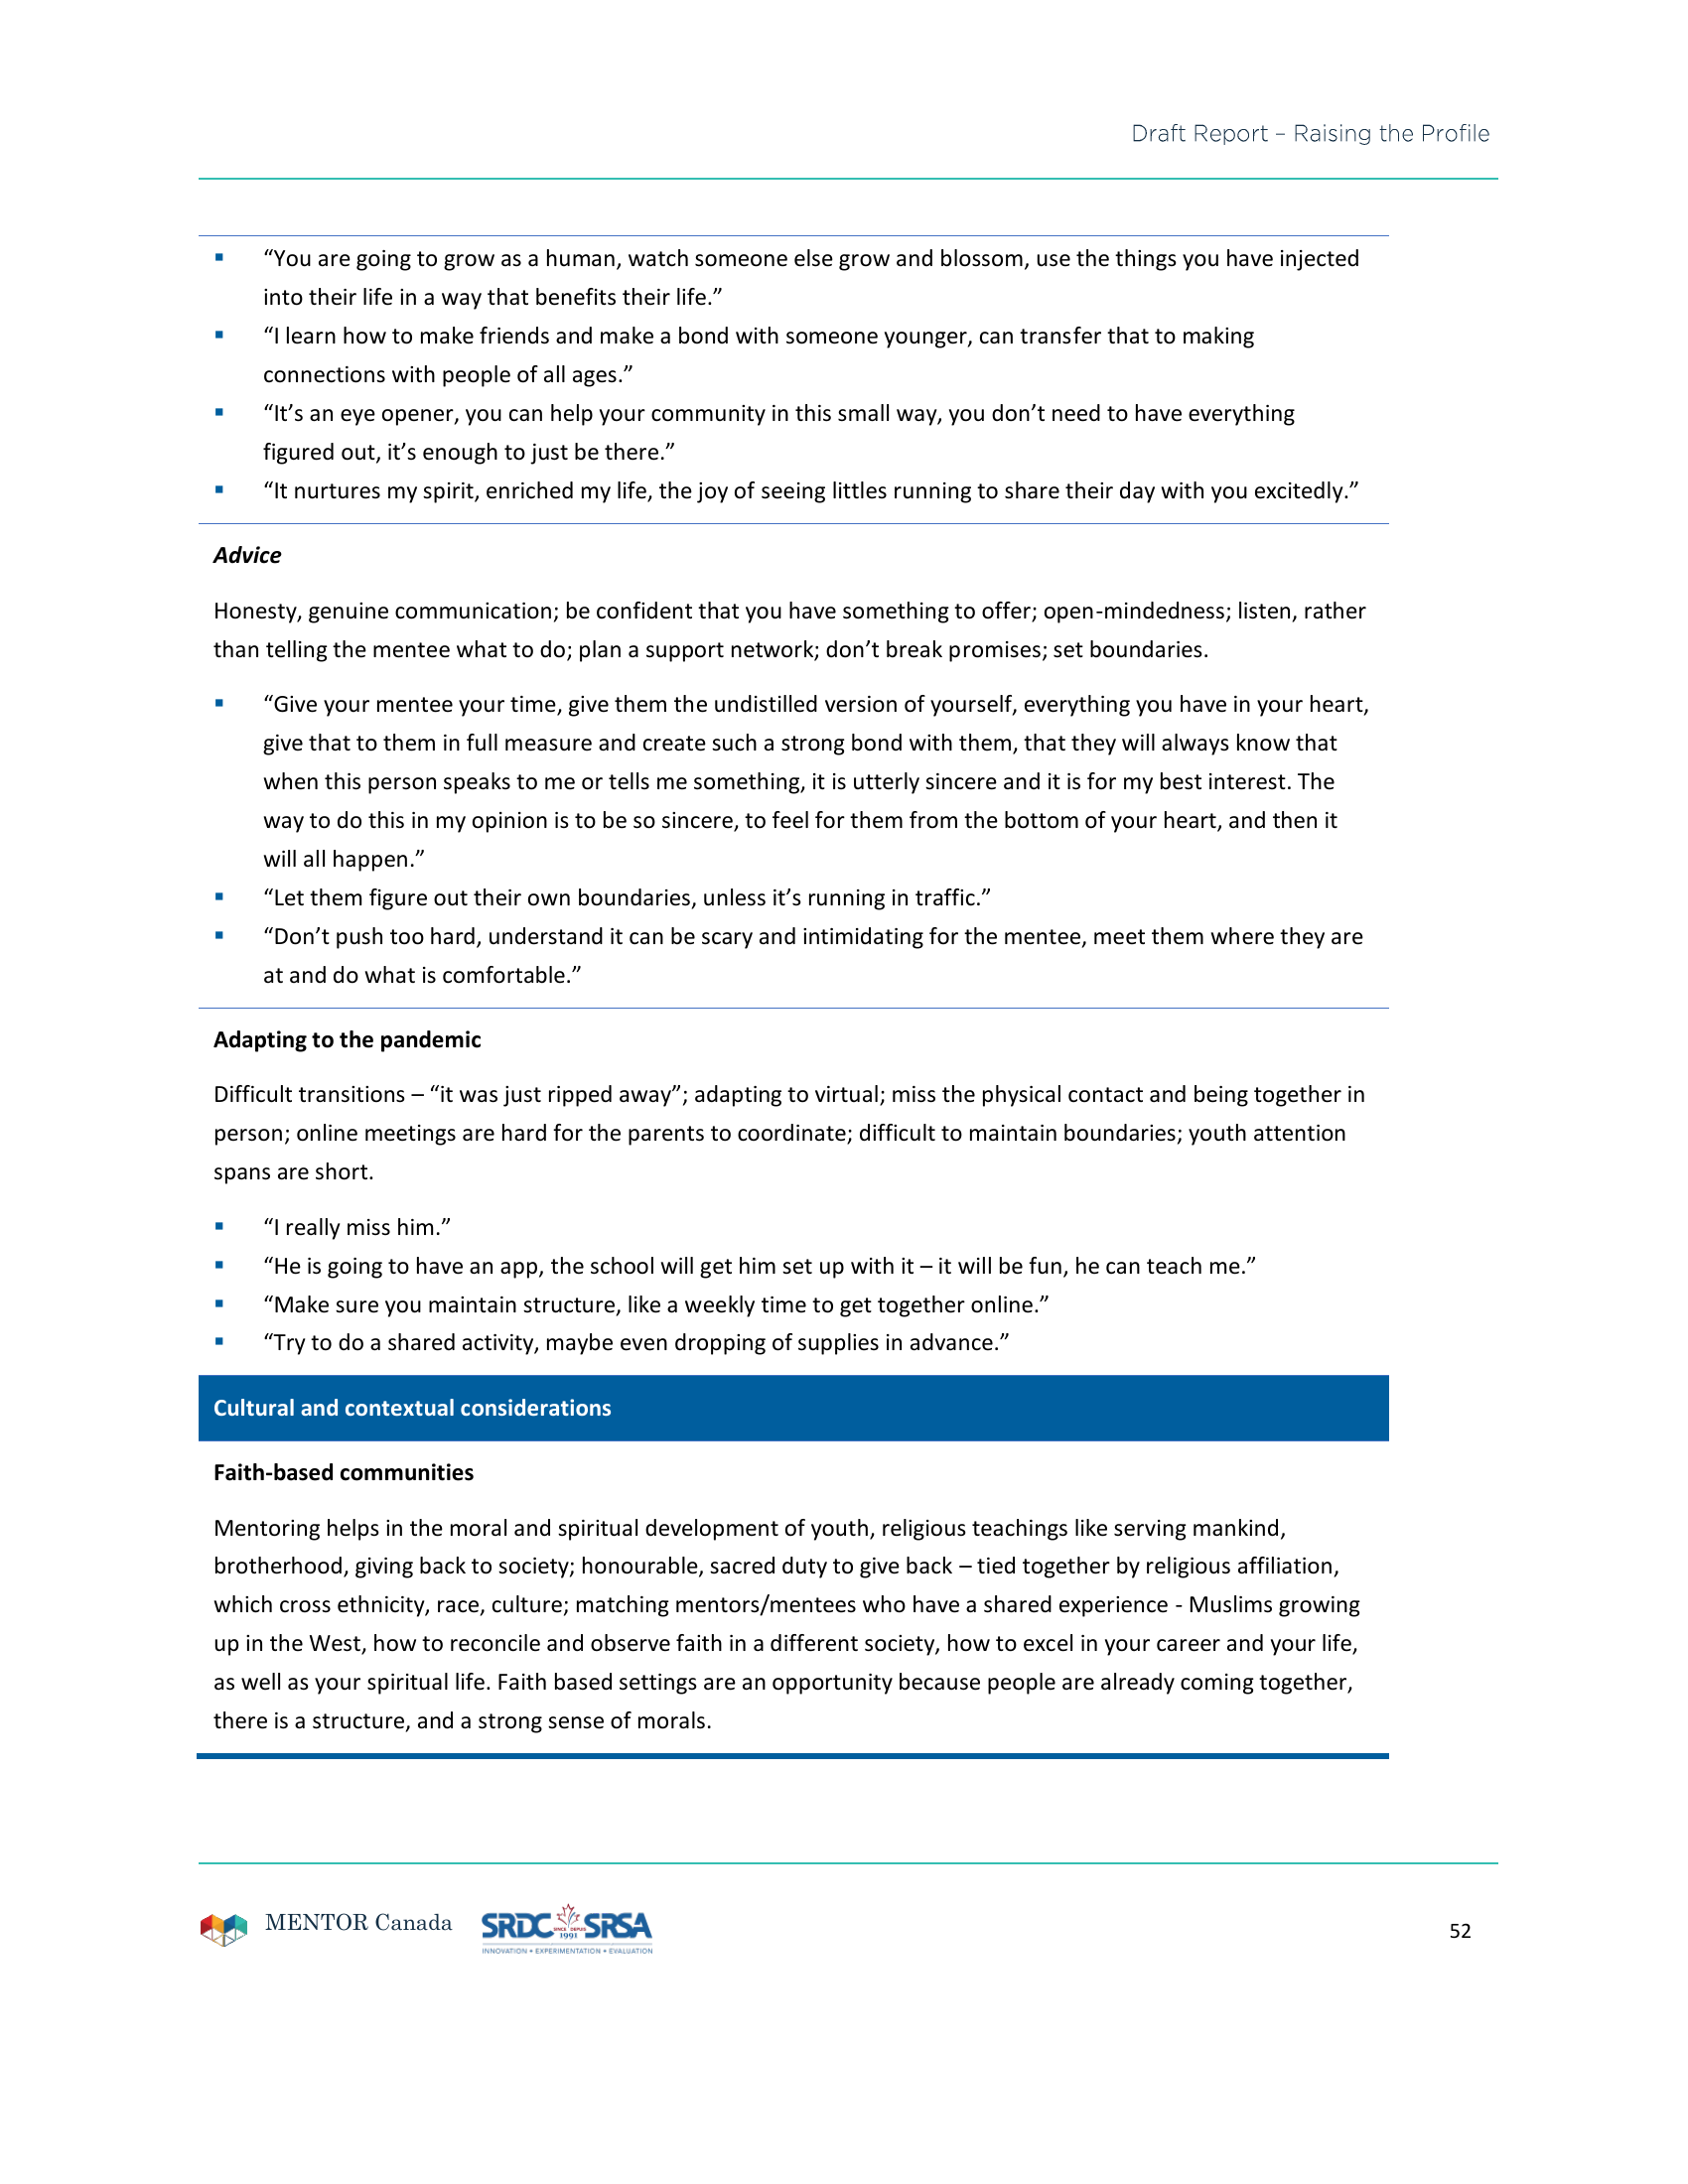 Draft Report – Raising the Profile
▪ “You are going to grow as a human, watch someone else grow and blossom, use the things you have injected
into their life in a way that benefits their life.”
▪ “I learn how to make friends and make a bond with someone younger, can transfer that to making
connections with people of all ages.”
▪ “It’s an eye opener, you can help your community in this small way, you don’t need to have everything
figured out, it’s enough to just be there.”
▪ “It nurtures my spirit, enriched my life, the joy of seeing littles running to share their day with you excitedly.”
Advice
Honesty, genuine communication; be confident that you have something to offer; open-mindedness; listen, rather
than telling the mentee what to do; plan a support network; don’t break promises; set boundaries.
▪ “Give your mentee your time, give them the undistilled version of yourself, everything you have in your heart,
give that to them in full measure and create such a strong bond with them, that they will always know that
when this person speaks to me or tells me something, it is utterly sincere and it is for my best interest. The
way to do this in my opinion is to be so sincere, to feel for them from the bottom of your heart, and then it
will all happen.”
▪ “Let them figure out their own boundaries, unless it’s running in traffic.”
▪ “Don’t push too hard, understand it can be scary and intimidating for the mentee, meet them where they are
at and do what is comfortable.”
Adapting to the pandemic
Difficult transitions – “it was just ripped away”; adapting to virtual; miss the physical contact and being together in
person; online meetings are hard for the parents to coordinate; difficult to maintain boundaries; youth attention
spans are short.
▪ “I really miss him.”
▪ “He is going to have an app, the school will get him set up with it – it will be fun, he can teach me.”
▪ “Make sure you maintain structure, like a weekly time to get together online.”
▪ “Try to do a shared activity, maybe even dropping of supplies in advance.”
Cultural and contextual considerations
Faith-based communities
Mentoring helps in the moral and spiritual development of youth, religious teachings like serving mankind,
brotherhood, giving back to society; honourable, sacred duty to give back – tied together by religious affiliation,
which cross ethnicity, race, culture; matching mentors/mentees who have a shared experience - Muslims growing
up in the West, how to reconcile and observe faith in a different society, how to excel in your career and your life,
as well as your spiritual life. Faith based settings are an opportunity because people are already coming together,
there is a structure, and a strong sense of morals.
MENTOR Canada
SRDC SINCE DEPUIS 1991 SRSA
INNOVATION • EXPERIMENTATION • EVALUATION
52